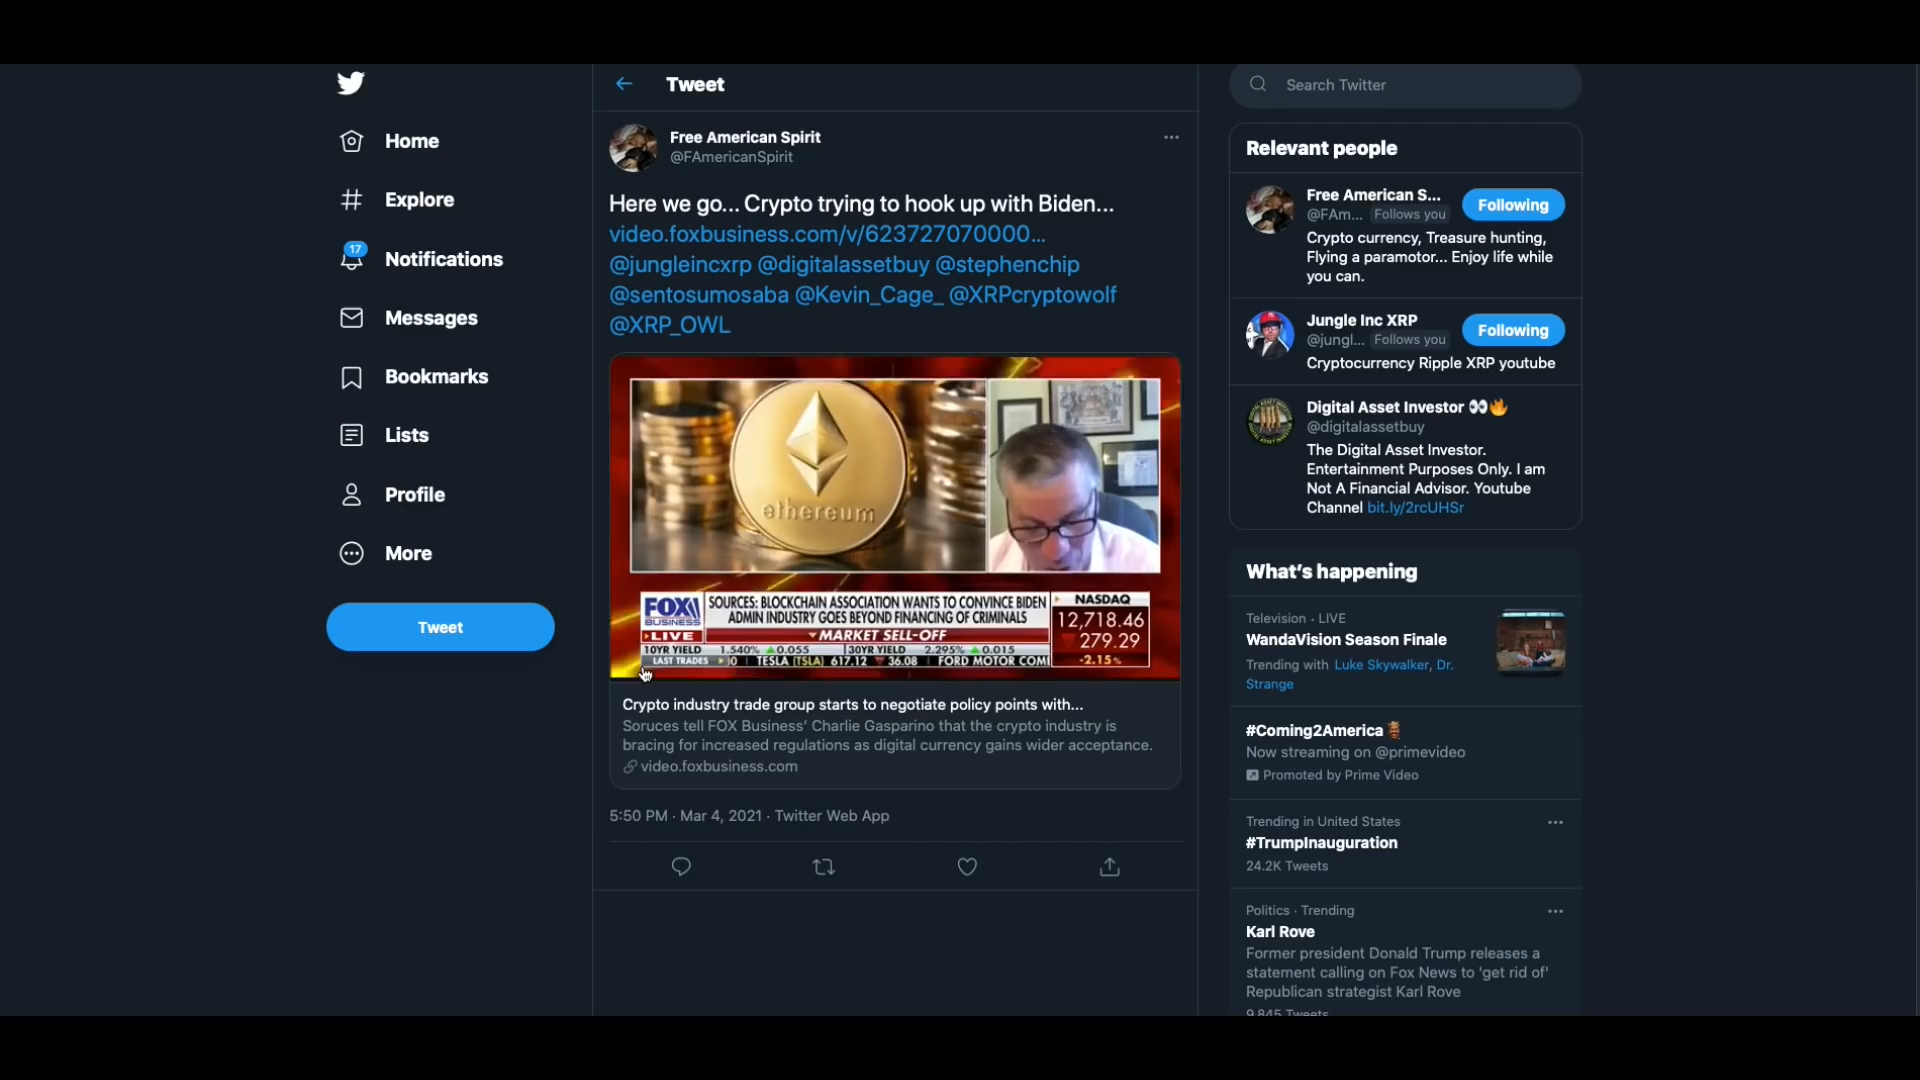 Home
Explore
17
Notifications
Messages
Bookmarks
Lists
Profile
More
Tweet
Tweet
Free American Spirit
@FAmericanSpirit
Here we go... Crypto trying to hook up with Biden...
video.foxbusiness.com/v/623727070000...
@jungleincxrp @digitalassetbuy @stephenchip
@sentosumosaba @Kevin_Cage_ @XRPcryptowolf
@XRP_OWL
ethereum
FOX
BUSINESS
LIVE
SOURCES: BLOCKCHAIN ASSOCIATION WANTS TO CONVINCE BIDEN
ADMIN INDUSTRY GOES BEYOND FINANCING OF CRIMINALS
MARKET SELL-OFF
NASDAQ
12,718.46
279.29
-2.15%
10YR YIELD 1.540% 0.055 30YR YIELD 2.295% 0.015
LAST TRADES TESLA (TSLA) 617.12 36.08 FORD MOTOR COM
Crypto industry trade group starts to negotiate policy points with...
Soruces tell FOX Business' Charlie Gasparino that the crypto industry is
bracing for increased regulations as digital currency gains wider acceptance.
video.foxbusiness.com
5:50 PM · Mar 4, 2021 · Twitter Web App
Search Twitter
Relevant people
Free American S...
@FAm... Follows you
Following
Crypto currency, Treasure hunting,
Flying a paramotor... Enjoy life while
you can.
Jungle Inc XRP
@jungl... Follows you
Following
Cryptocurrency Ripple XRP youtube
Digital Asset Investor 👀🔥
@digitalassetbuy
The Digital Asset Investor.
Entertainment Purposes Only. I am
Not A Financial Advisor. Youtube
Channel bit.ly/2rcUHSr
What's happening
Television · LIVE
WandaVision Season Finale
Trending with Luke Skywalker, Dr.
Strange
#Coming2America
Now streaming on @primevideo
Promoted by Prime Video
Trending in United States
#TrumpInauguration
24.2K Tweets
Politics · Trending
Karl Rove
Former president Donald Trump releases a
statement calling on Fox News to 'get rid of'
Republican strategist Karl Rove
9,845 Tweets